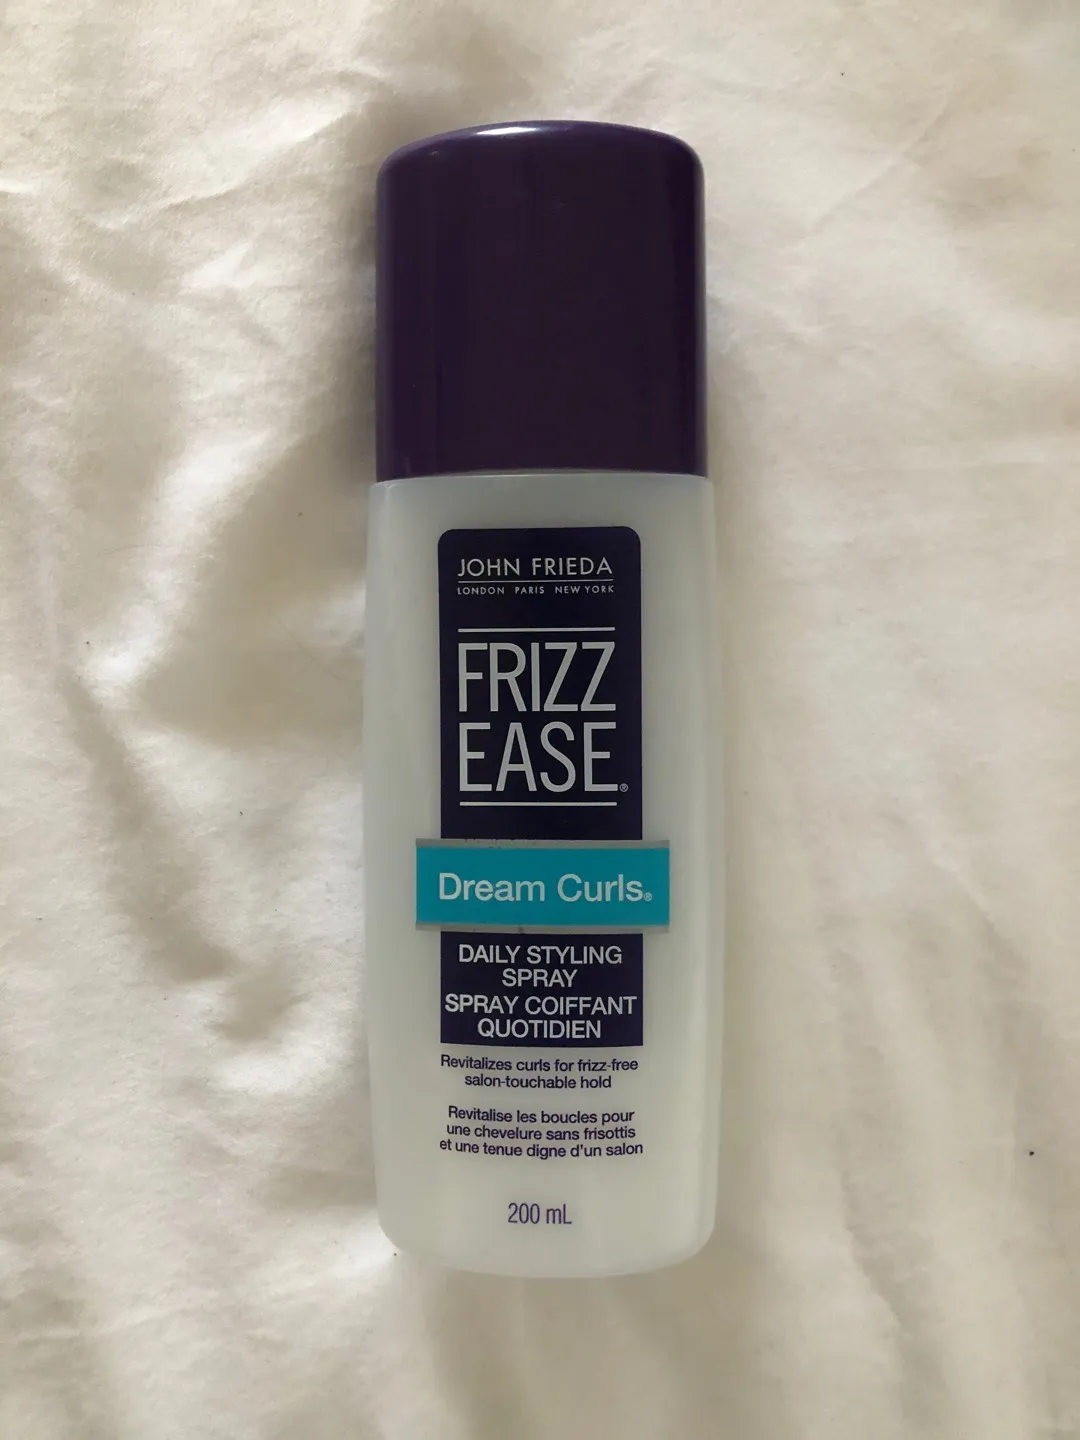 JOHN FRIEDA
LONDON PARIS NEW YORK
FRIZZ
EASE®
Dream Curls®
DAILY STYLING
SPRAY
SPRAY COIFFANT
QUOTIDIEN
Revitalizes curls for frizz-free
salon-touchable hold
Revitalise les boucles pour
une chevelure sans frisottis
et une tenue digne d'un salon
200 mL